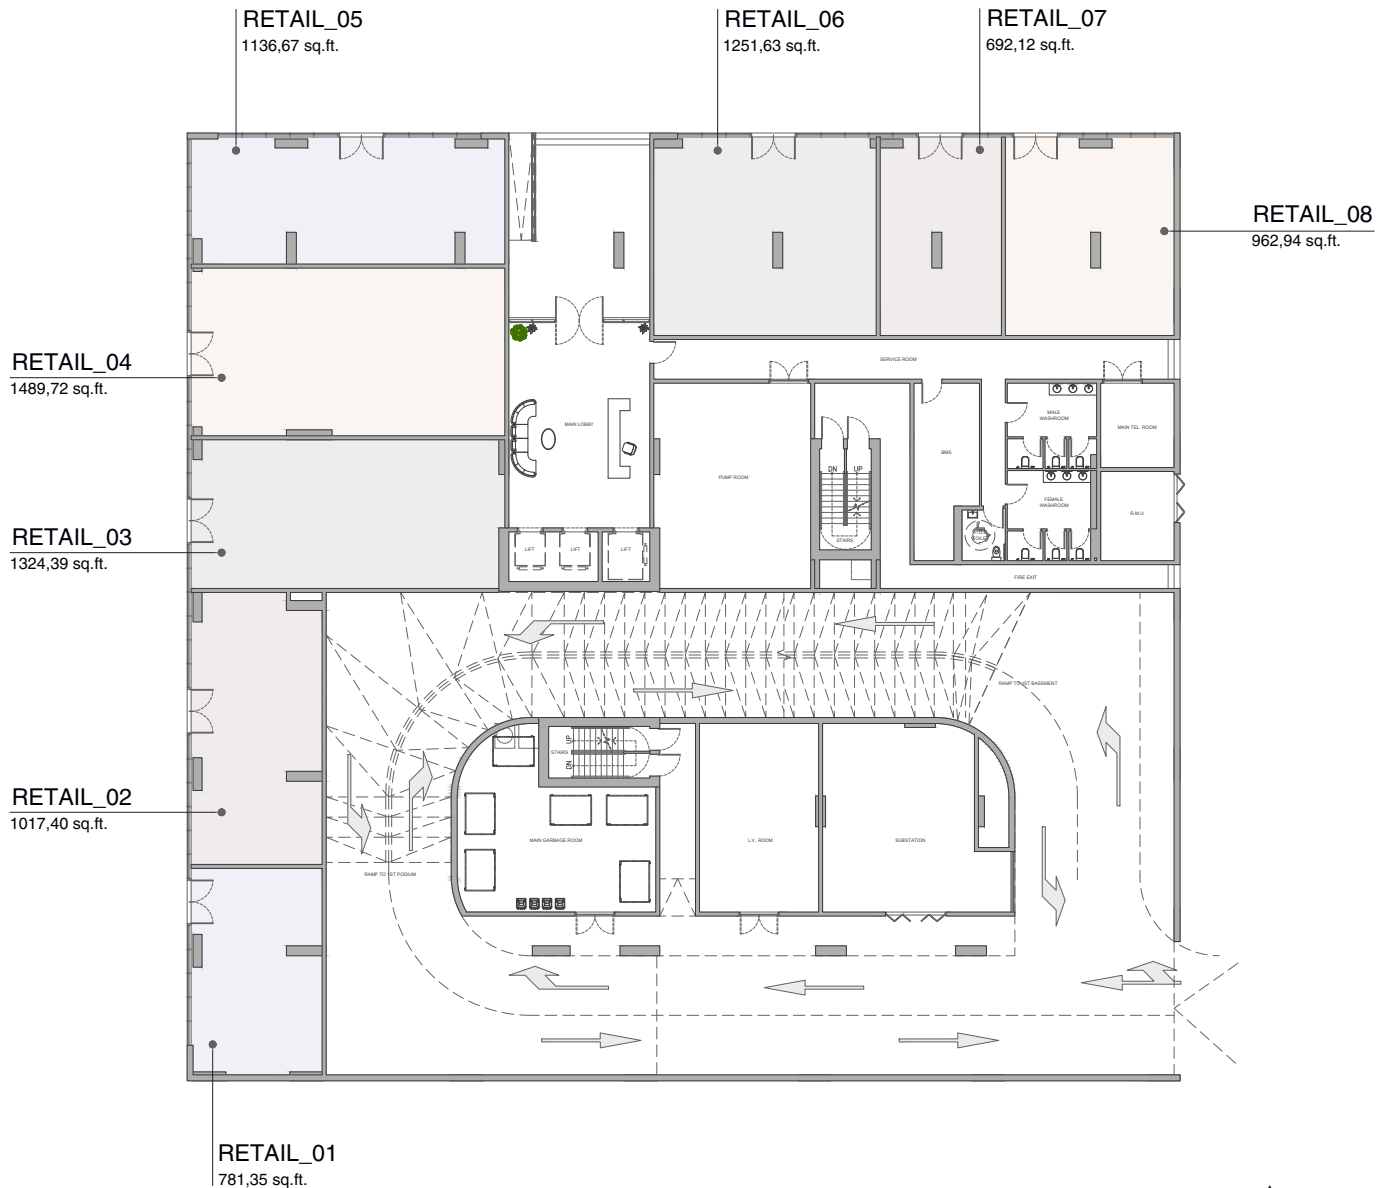 RETAIL_05
1136,67 sq.ft.
RETAIL_06
1251,63 sq.ft.
RETAIL_07
692,12 sq.ft.
RETAIL_08
962,94 sq.ft.
RETAIL_04
1489,72 sq.ft.
SERVICE ROOM
MAIN LOBBY
MALE
WASHROOM
MAIN TEL. ROOM
BMS
PUMP ROOM
DN
UP
STAIRS
FEMALE
WASHROOM
R.M.U
RETAIL_03
1324,39 sq.ft.
LIFT
LIFT
LIFT
TOILET
FIRE EXIT
RAMP TO 1ST BASEMENT
UP
STAIRS
DN
RETAIL_02
1017,40 sq.ft.
MAIN GARBAGE ROOM
L.V. ROOM
SUBSTATION
RAMP TO 1ST PODIUM
RETAIL_01
781,35 sq.ft.